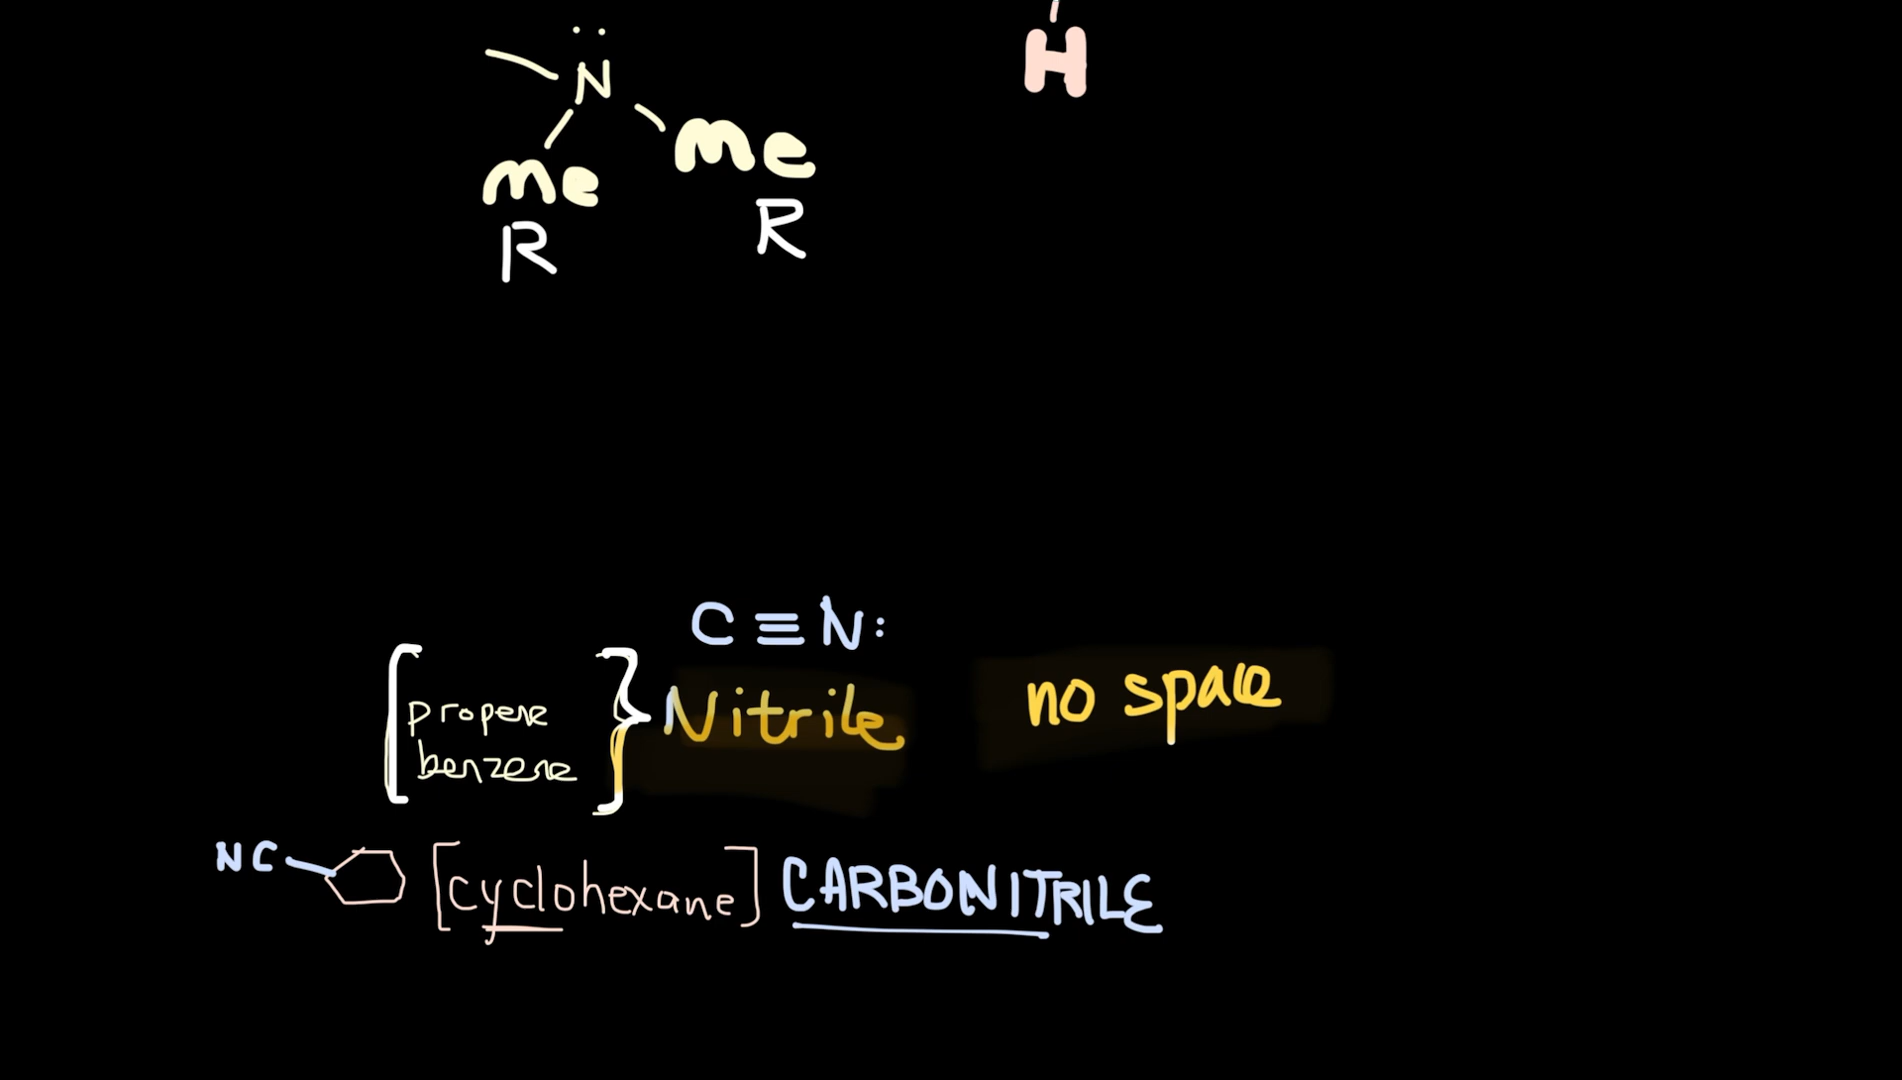 H
N
Me
Me
R
R
C≡N:
propene
benzene
Nitrile
no space
NC
[cyclohexane] CARBONITRILE